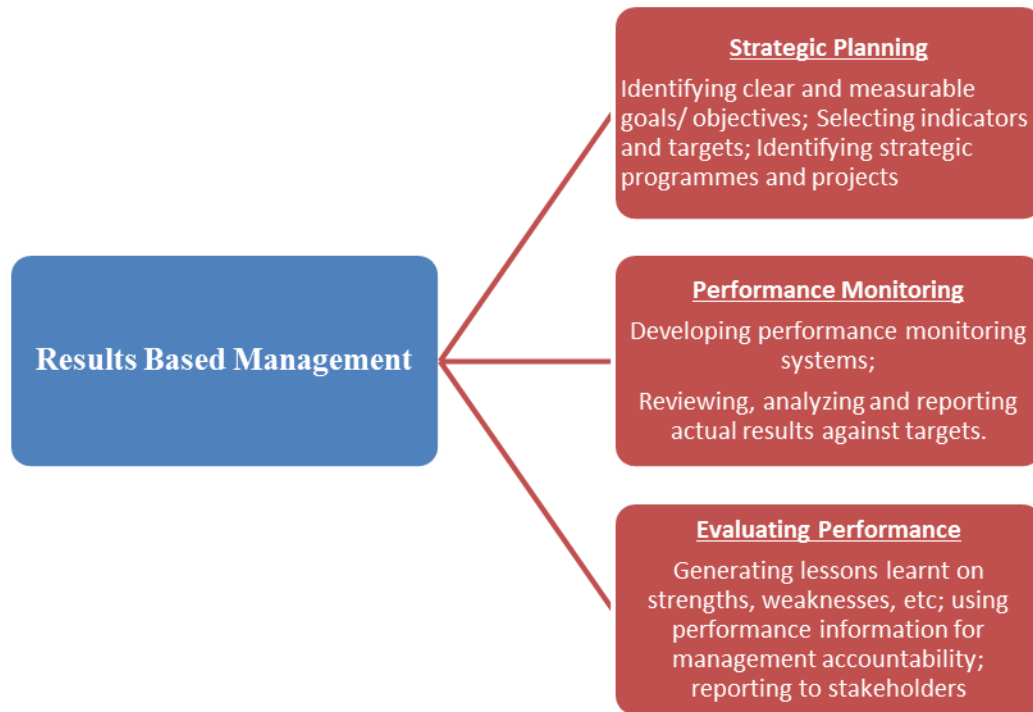 Strategic Planning
Identifying clear and measurable
goals/ objectives; Selecting indicators
and targets; Identifying strategic
programmes and projects
Results Based Management
Performance Monitoring
Developing performance monitoring
systems;
Reviewing, analyzing and reporting
actual results against targets.
Evaluating Performance
Generating lessons learnt on
strengths, weaknesses, etc; using
performance information for
management accountability;
reporting to stakeholders